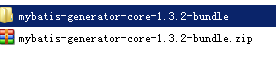 mybatis-generator-core-1.3.2-bundle
mybatis-generator-core-1.3.2-bundle.zip